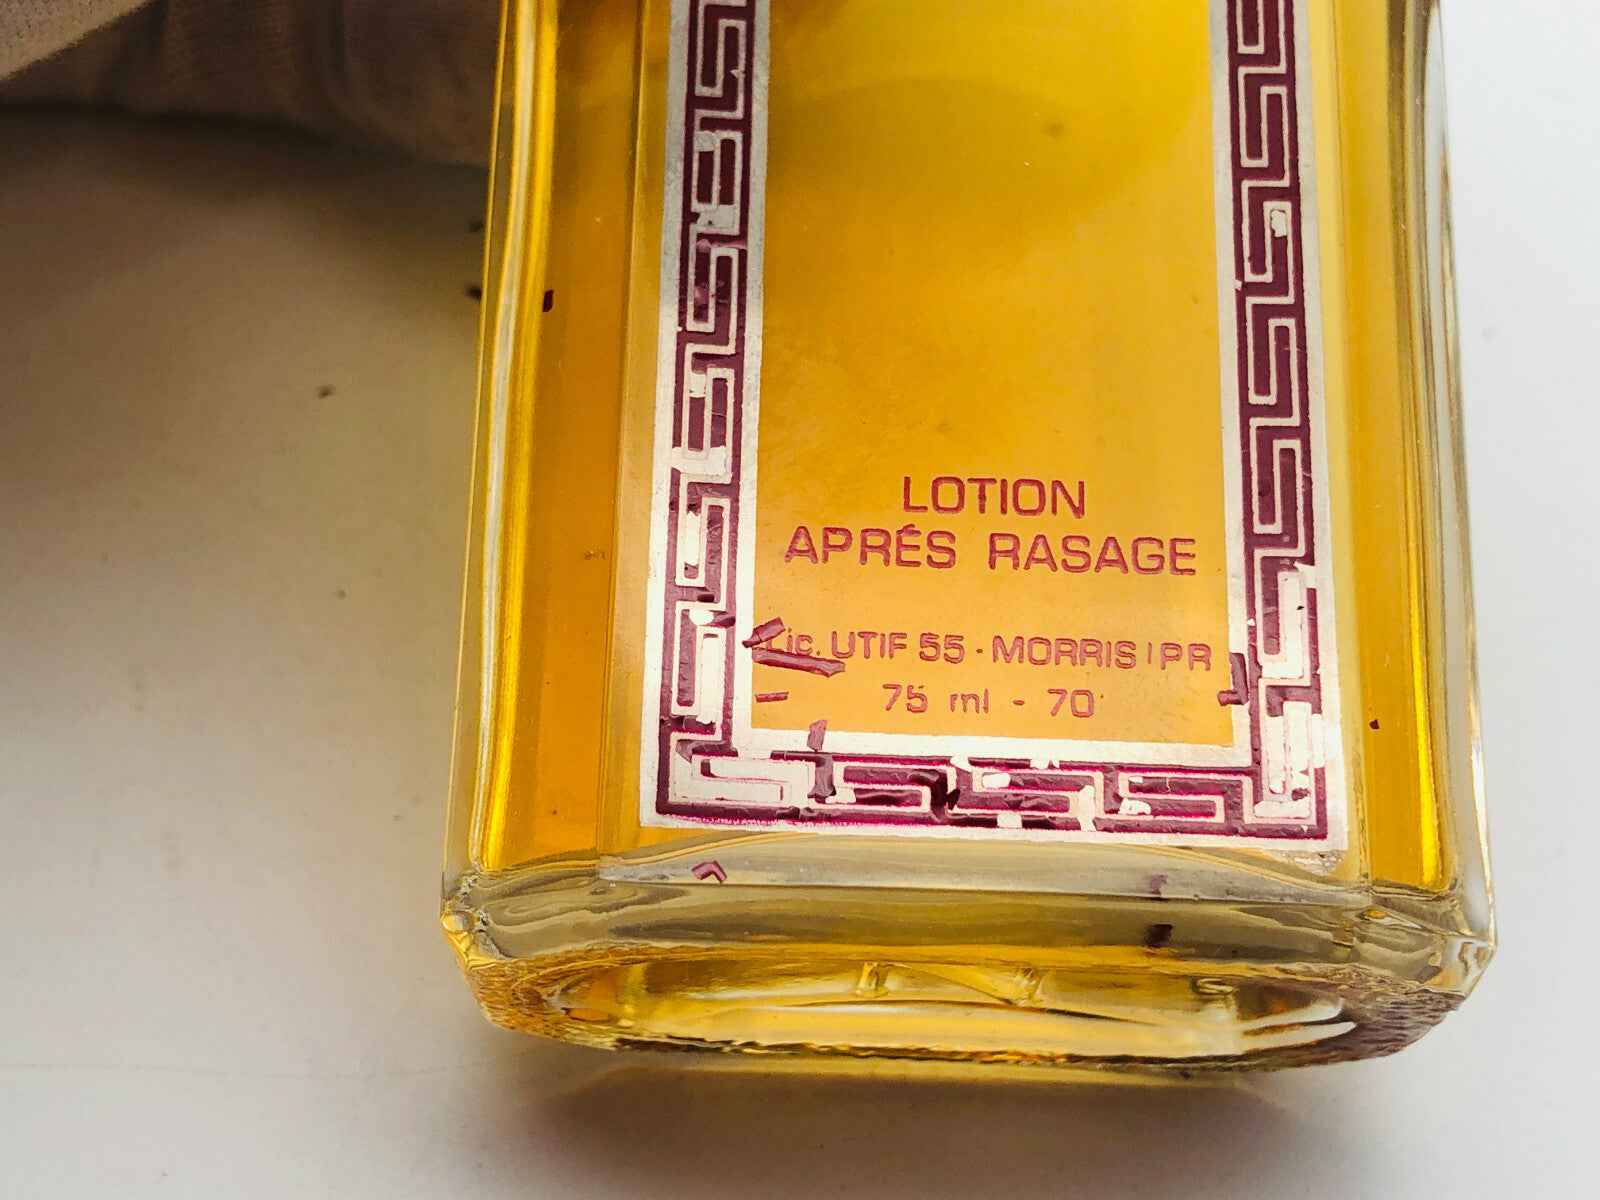 LOTION
APRÉS RASAGE
Lic. UTIF 55 - MORRIS PR
75 ml - 70